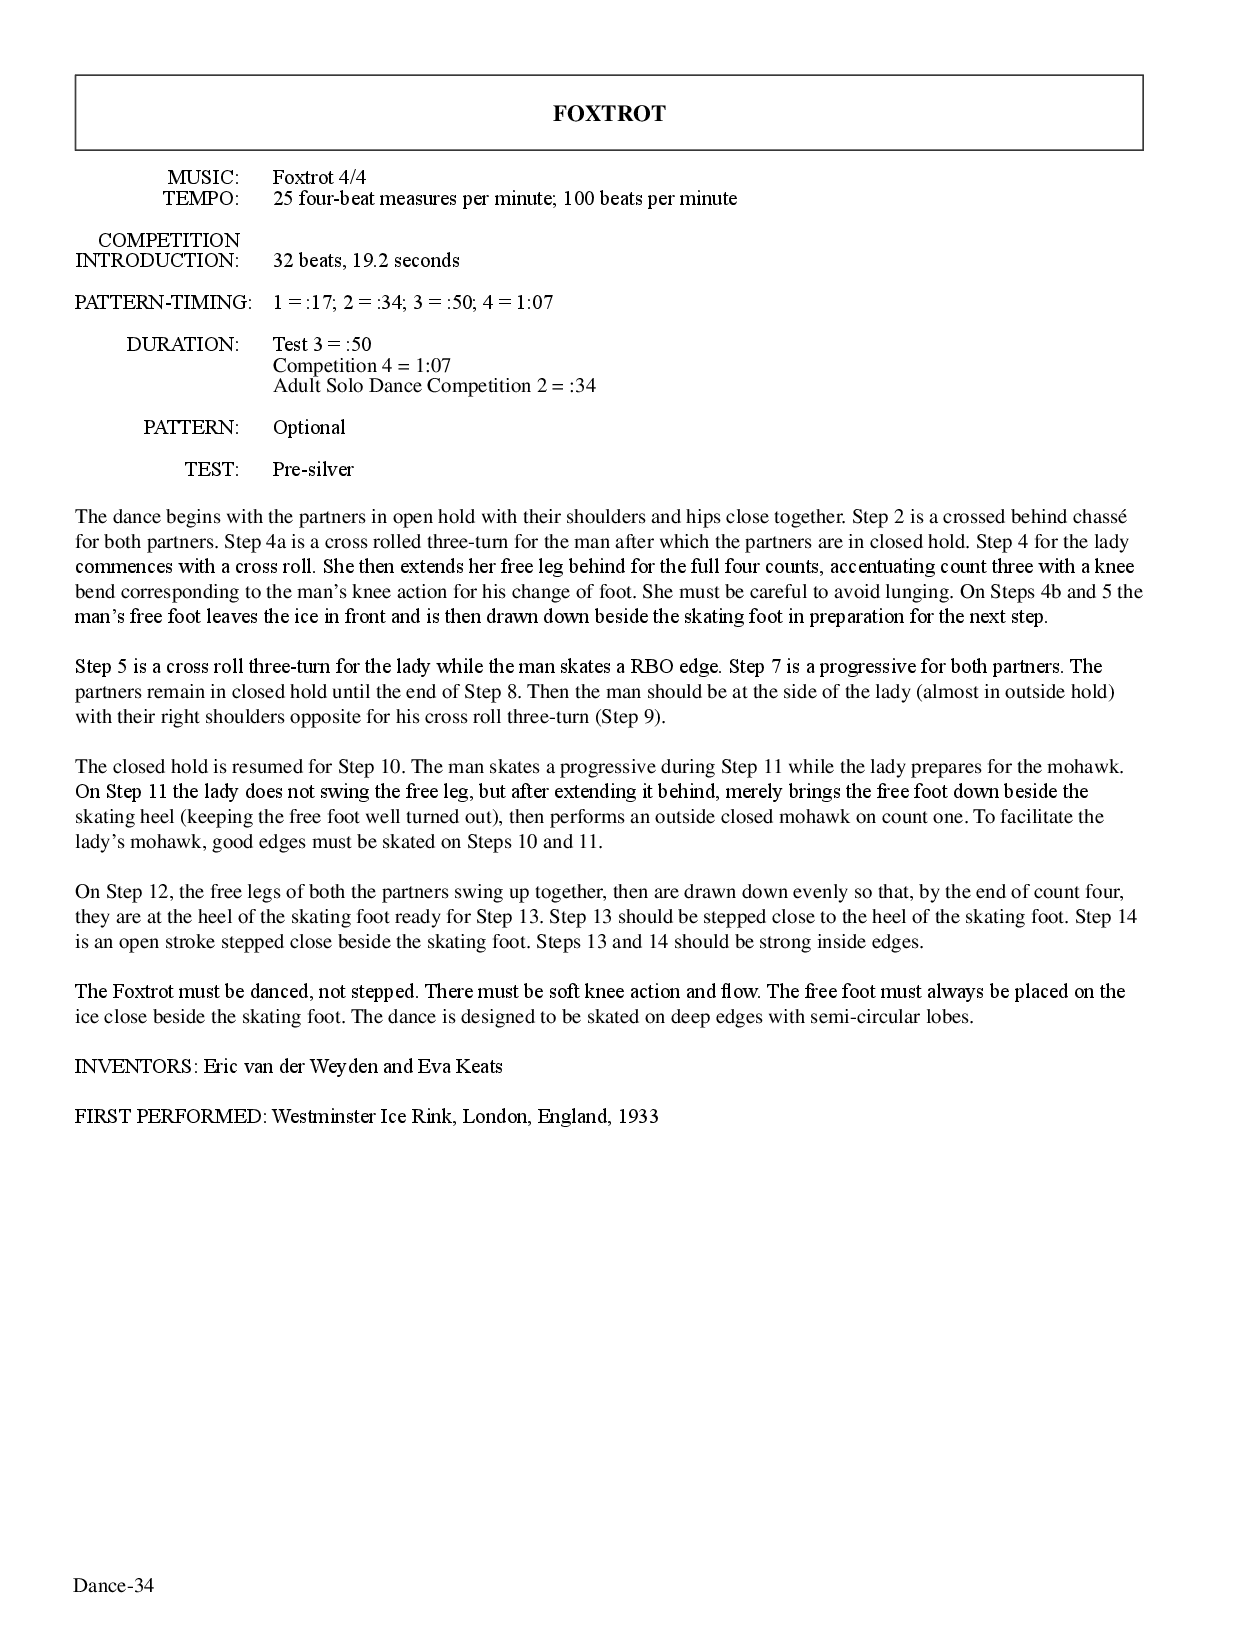 FOXTROT
MUSIC: Foxtrot 4/4
TEMPO: 25 four-beat measures per minute; 100 beats per minute
COMPETITION
INTRODUCTION: 32 beats, 19.2 seconds
PATTERN-TIMING: 1 = :17; 2 = :34; 3 = :50; 4 = 1:07
DURATION: Test 3 = :50
Competition 4 = 1:07
Adult Solo Dance Competition 2 = :34
PATTERN: Optional
TEST: Pre-silver
The dance begins with the partners in open hold with their shoulders and hips close together. Step 2 is a crossed behind chassé
for both partners. Step 4a is a cross rolled three-turn for the man after which the partners are in closed hold. Step 4 for the lady
commences with a cross roll. She then extends her free leg behind for the full four counts, accentuating count three with a knee
bend corresponding to the man’s knee action for his change of foot. She must be careful to avoid lunging. On Steps 4b and 5 the
man’s free foot leaves the ice in front and is then drawn down beside the skating foot in preparation for the next step.
Step 5 is a cross roll three-turn for the lady while the man skates a RBO edge. Step 7 is a progressive for both partners. The
partners remain in closed hold until the end of Step 8. Then the man should be at the side of the lady (almost in outside hold)
with their right shoulders opposite for his cross roll three-turn (Step 9).
The closed hold is resumed for Step 10. The man skates a progressive during Step 11 while the lady prepares for the mohawk.
On Step 11 the lady does not swing the free leg, but after extending it behind, merely brings the free foot down beside the
skating heel (keeping the free foot well turned out), then performs an outside closed mohawk on count one. To facilitate the
lady’s mohawk, good edges must be skated on Steps 10 and 11.
On Step 12, the free legs of both the partners swing up together, then are drawn down evenly so that, by the end of count four,
they are at the heel of the skating foot ready for Step 13. Step 13 should be stepped close to the heel of the skating foot. Step 14
is an open stroke stepped close beside the skating foot. Steps 13 and 14 should be strong inside edges.
The Foxtrot must be danced, not stepped. There must be soft knee action and flow. The free foot must always be placed on the
ice close beside the skating foot. The dance is designed to be skated on deep edges with semi-circular lobes.
INVENTORS: Eric van der Weyden and Eva Keats
FIRST PERFORMED: Westminster Ice Rink, London, England, 1933
Dance-34